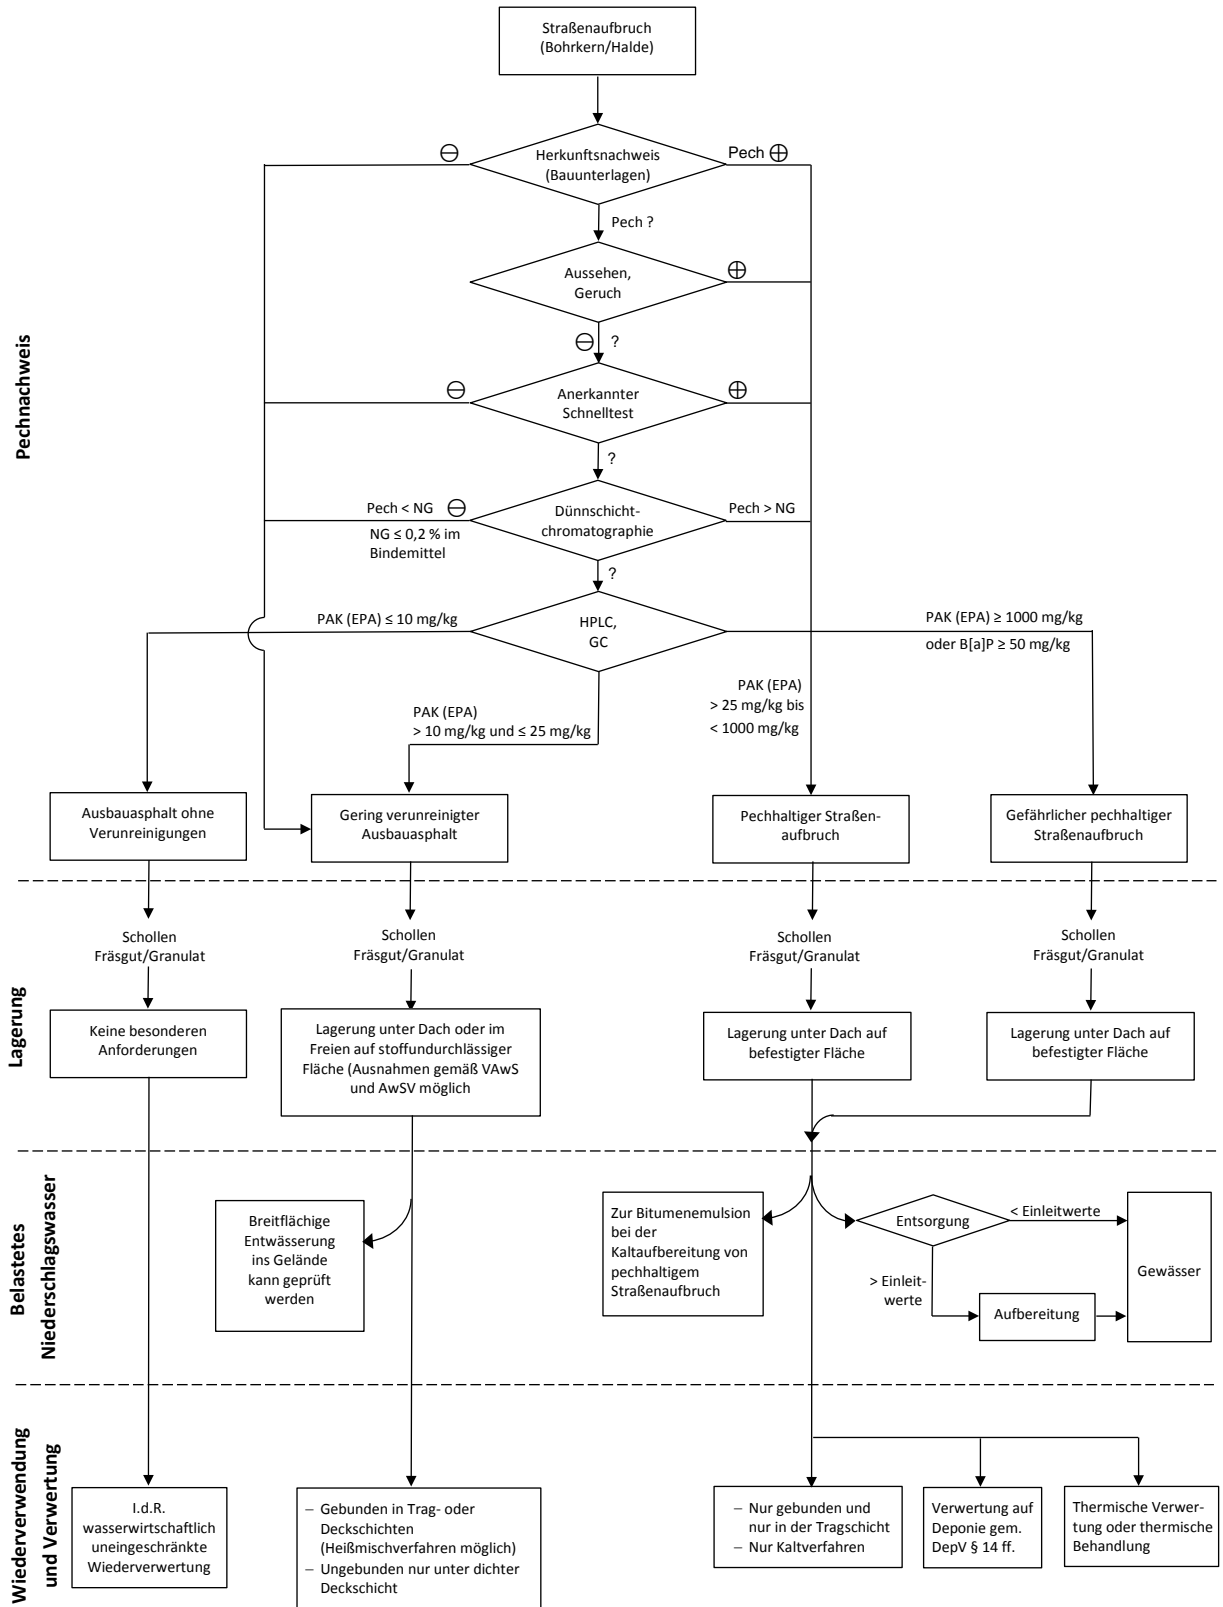 Straßenaufbruch
(Bohrkern/Halde)
⊖
Herkunftsnachweis
(Bauunterlagen)
Pech ⊕
Pech ?
Aussehen,
Geruch
⊕
⊖ ?
Pechnachweis
⊖
Anerkannter
Schnelltest
⊕
?
Pech < NG ⊖
NG ≤ 0,2 % im
Bindemittel
Dünnschicht-
chromatographie
Pech > NG
?
PAK (EPA) ≤ 10 mg/kg
HPLC,
GC
PAK (EPA) ≥ 1000 mg/kg
oder B[a]P ≥ 50 mg/kg
PAK (EPA)
> 10 mg/kg und ≤ 25 mg/kg
PAK (EPA)
> 25 mg/kg bis
< 1000 mg/kg
Ausbauasphalt ohne
Verunreinigungen
Gering verunreinigter
Ausbauasphalt
Pechhaltiger Straßen-
aufbruch
Gefährlicher pechhaltiger
Straßenaufbruch
Lagerung
Schollen
Fräsgut/Granulat
Schollen
Fräsgut/Granulat
Schollen
Fräsgut/Granulat
Schollen
Fräsgut/Granulat
Keine besonderen
Anforderungen
Lagerung unter Dach oder im
Freien auf stoffundurchlässiger
Fläche (Ausnahmen gemäß VAwS
und AwSV möglich
Lagerung unter Dach auf
befestigter Fläche
Lagerung unter Dach auf
befestigter Fläche
Belastetes
Niederschlagswasser
Breitflächige
Entwässerung
ins Gelände
kann geprüft
werden
Zur Bitumenemulsion
bei der
Kaltaufbereitung von
pechhaltigem
Straßenaufbruch
Entsorgung
< Einleitwerte
> Einleit-
werte
Aufbereitung
Gewässer
Wiederverwendung
und Verwertung
I.d.R.
wasserwirtschaftlich
uneingeschränkte
Wiederverwertung
– Gebunden in Trag- oder
Deckschichten
(Heißmischverfahren möglich)
– Ungebunden nur unter dichter
Deckschicht
– Nur gebunden und
nur in der Tragschicht
– Nur Kaltverfahren
Verwertung auf
Deponie gem.
DepV § 14 ff.
Thermische Verwer-
tung oder thermische
Behandlung